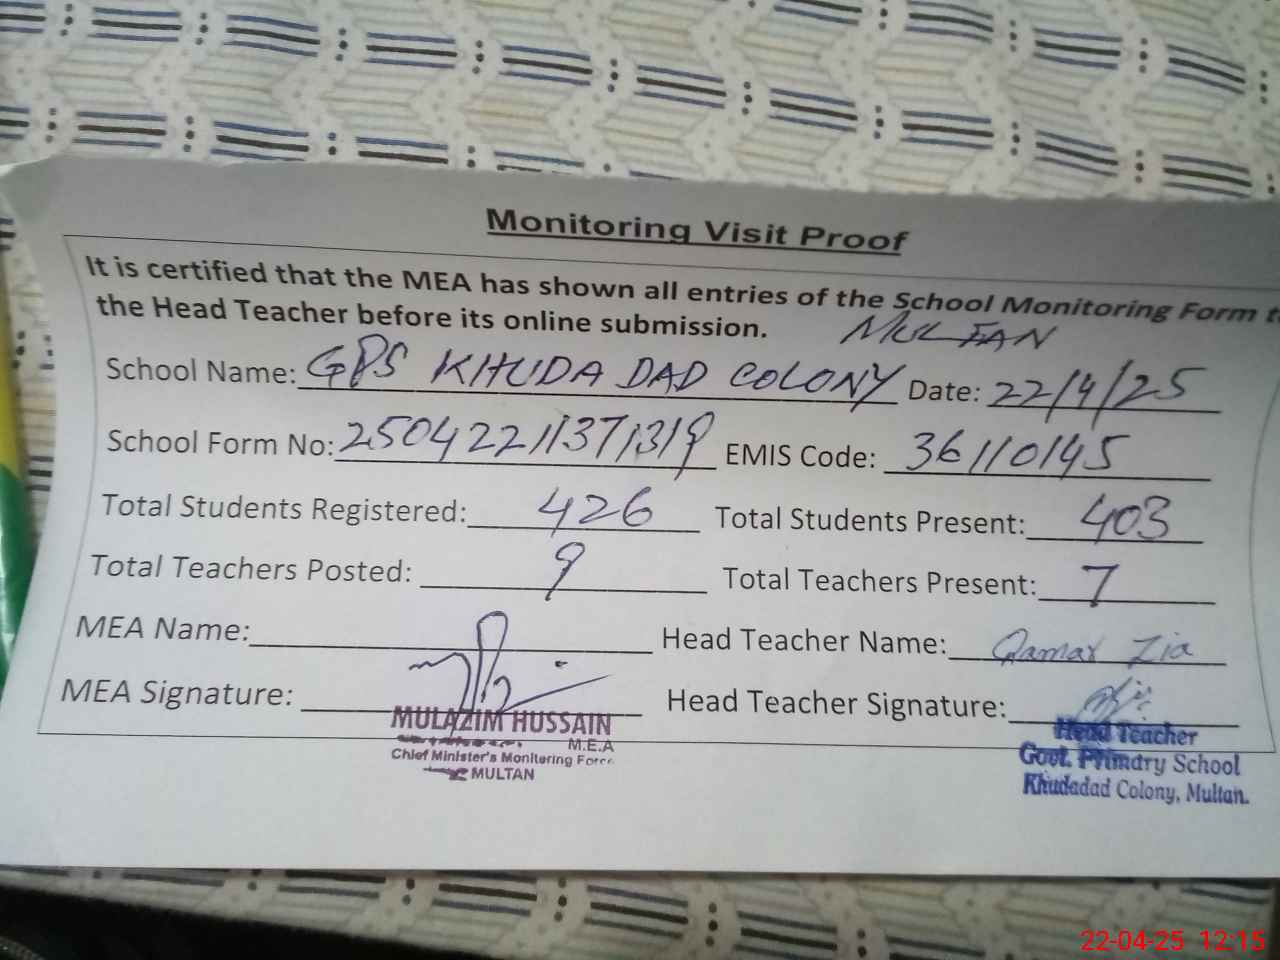 Monitoring Visit Proof
It is certified that the MEA has shown all entries of the School Monitoring Form t
the Head Teacher before its online submission.
MULTAN
School Name: GPS KHUDA DAD COLONY Date: 22/4/25
School Form No: 25042211371319 EMIS Code: 36110145
Total Students Registered: 426 Total Students Present: 403
Total Teachers Posted: 9 Total Teachers Present: 7
MEA Name: Head Teacher Name: Qamar Zia
MEA Signature: Head Teacher Signature:
MULAZIM HUSSAIN
M.E.A
Chief Minister's Monitering Force
MULTAN
Head Teacher
Govt. Primary School
Khudadad Colony, Multan.
22-04-25 12:15